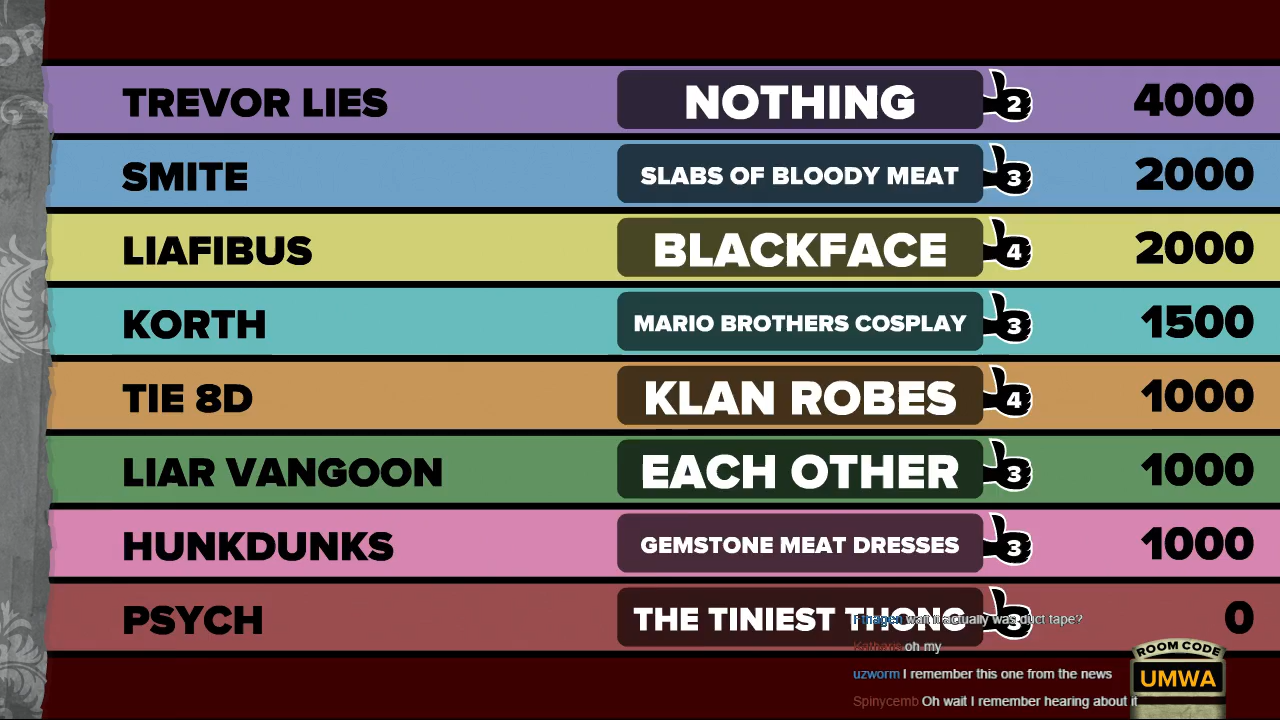 TREVOR LIES NOTHING 2 4000
SMITE SLABS OF BLOODY MEAT 3 2000
LIAFIBUS BLACKFACE 4 2000
KORTH MARIO BROTHERS COSPLAY 3 1500
TIE 8D KLAN ROBES 4 1000
LIAR VANGOON EACH OTHER 3 1000
HUNKDUNKS GEMSTONE MEAT DRESSES 3 1000
PSYCH THE TINIEST THONG 3 0
wait it actually was duct tape?
oh my
uzworm I remember this one from the news
Spinycemb Oh wait I remember hearing about it
ROOM CODE
UMWA